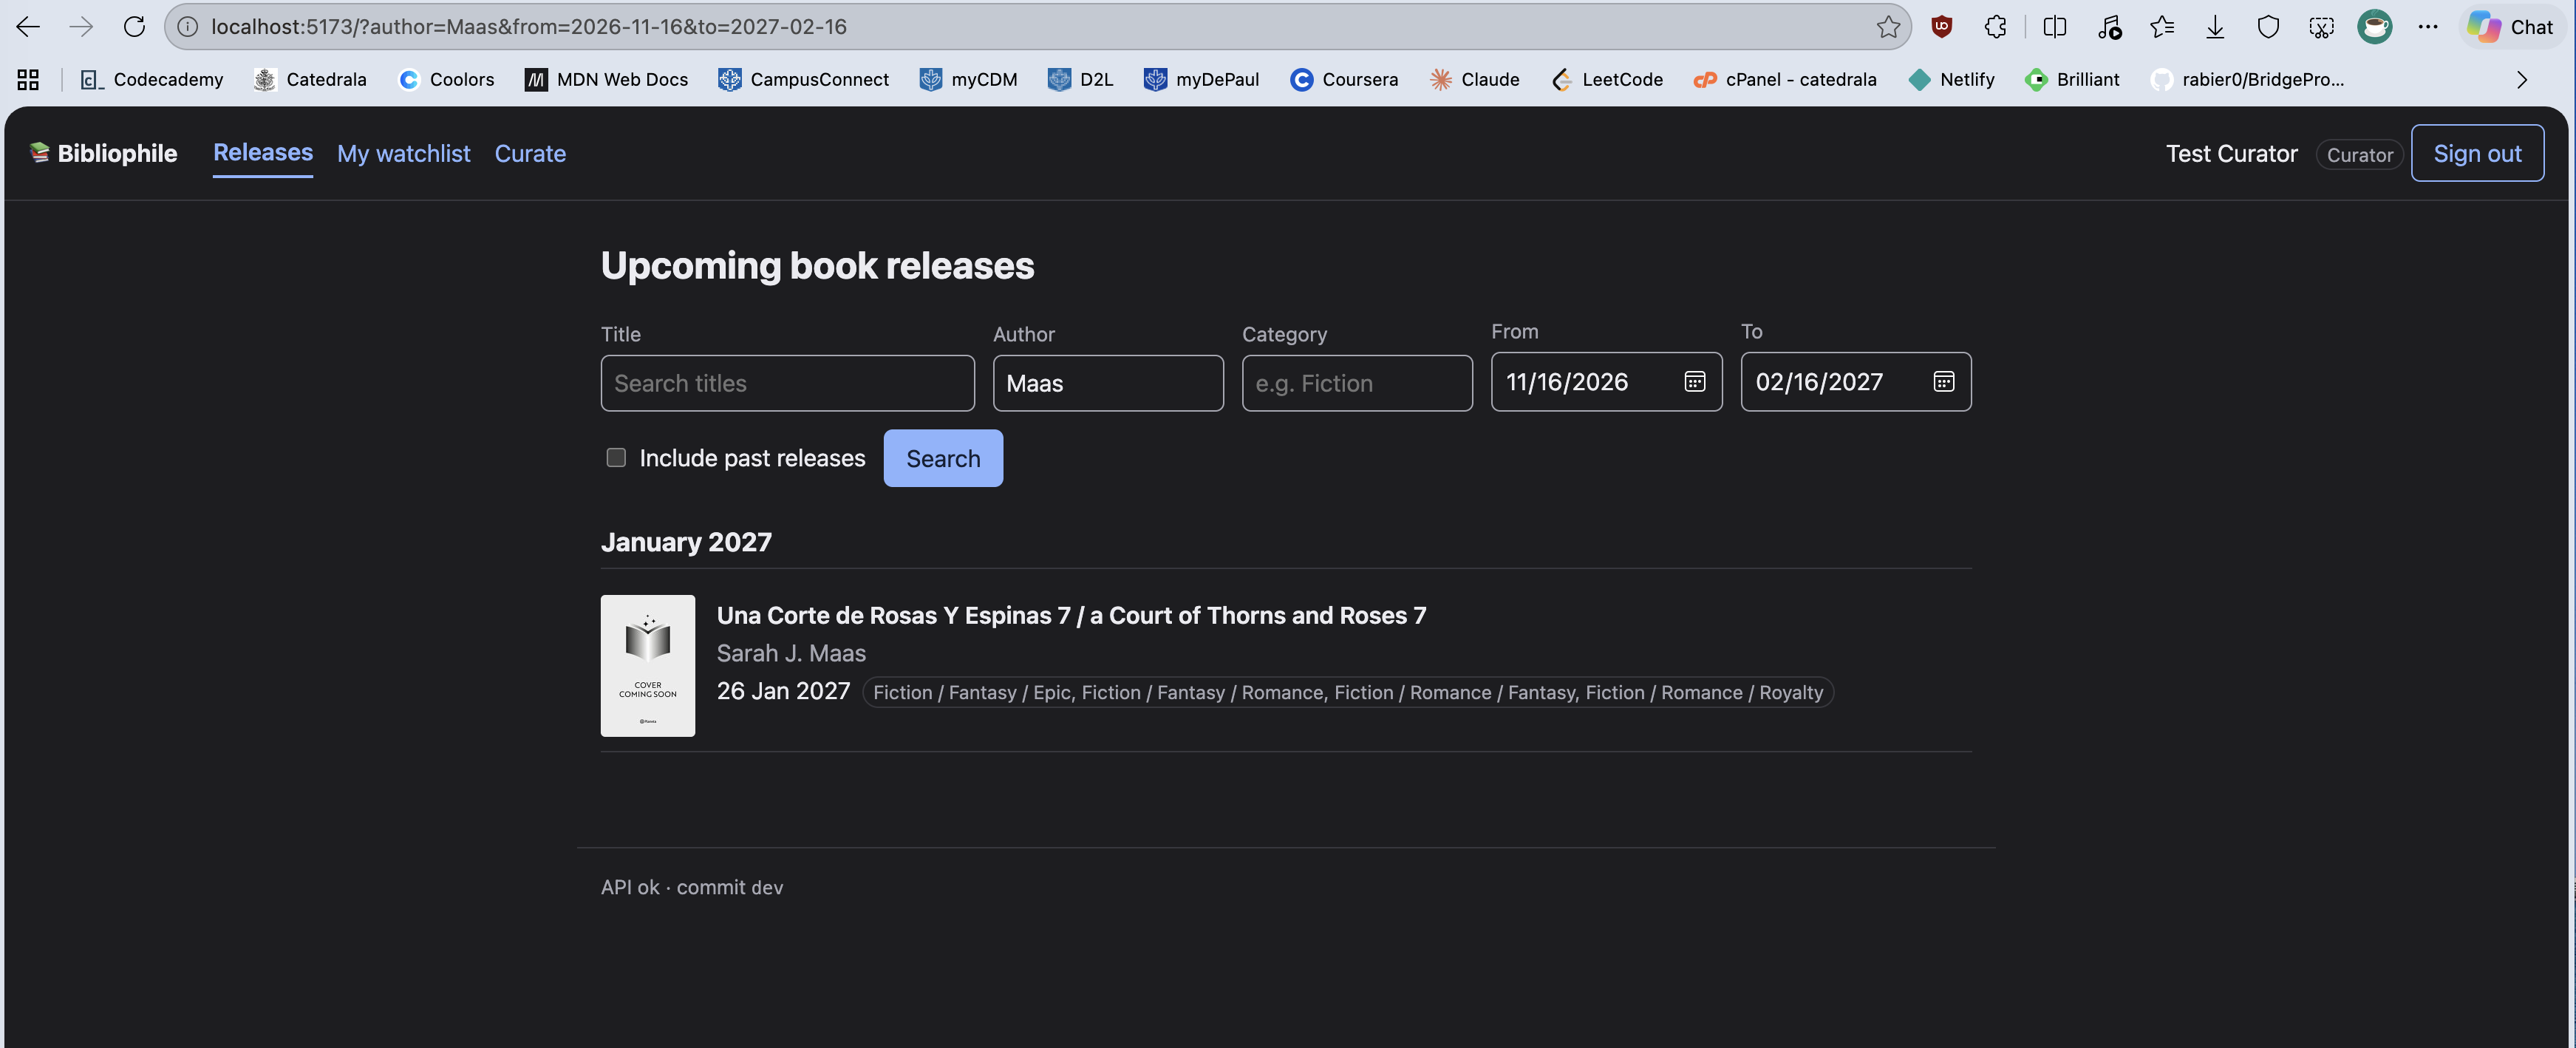 localhost:5173/?author=Maas&from=2026-11-16&to=2027-02-16
Chat
Codecademy Catedrala Coolors MDN Web Docs CampusConnect myCDM D2L myDePaul Coursera Claude LeetCode cPanel - catedrala Netlify Brilliant rabier0/BridgePro...
Bibliophile Releases My watchlist Curate Test Curator Curator Sign out
Upcoming book releases
Title Author Category From To
Search titles Maas e.g. Fiction 11/16/2026 02/16/2027
Include past releases Search
January 2027
Una Corte de Rosas Y Espinas 7 / a Court of Thorns and Roses 7
Sarah J. Maas
26 Jan 2027 Fiction / Fantasy / Epic, Fiction / Fantasy / Romance, Fiction / Romance / Fantasy, Fiction / Romance / Royalty
COVER
COMING SOON
API ok · commit dev